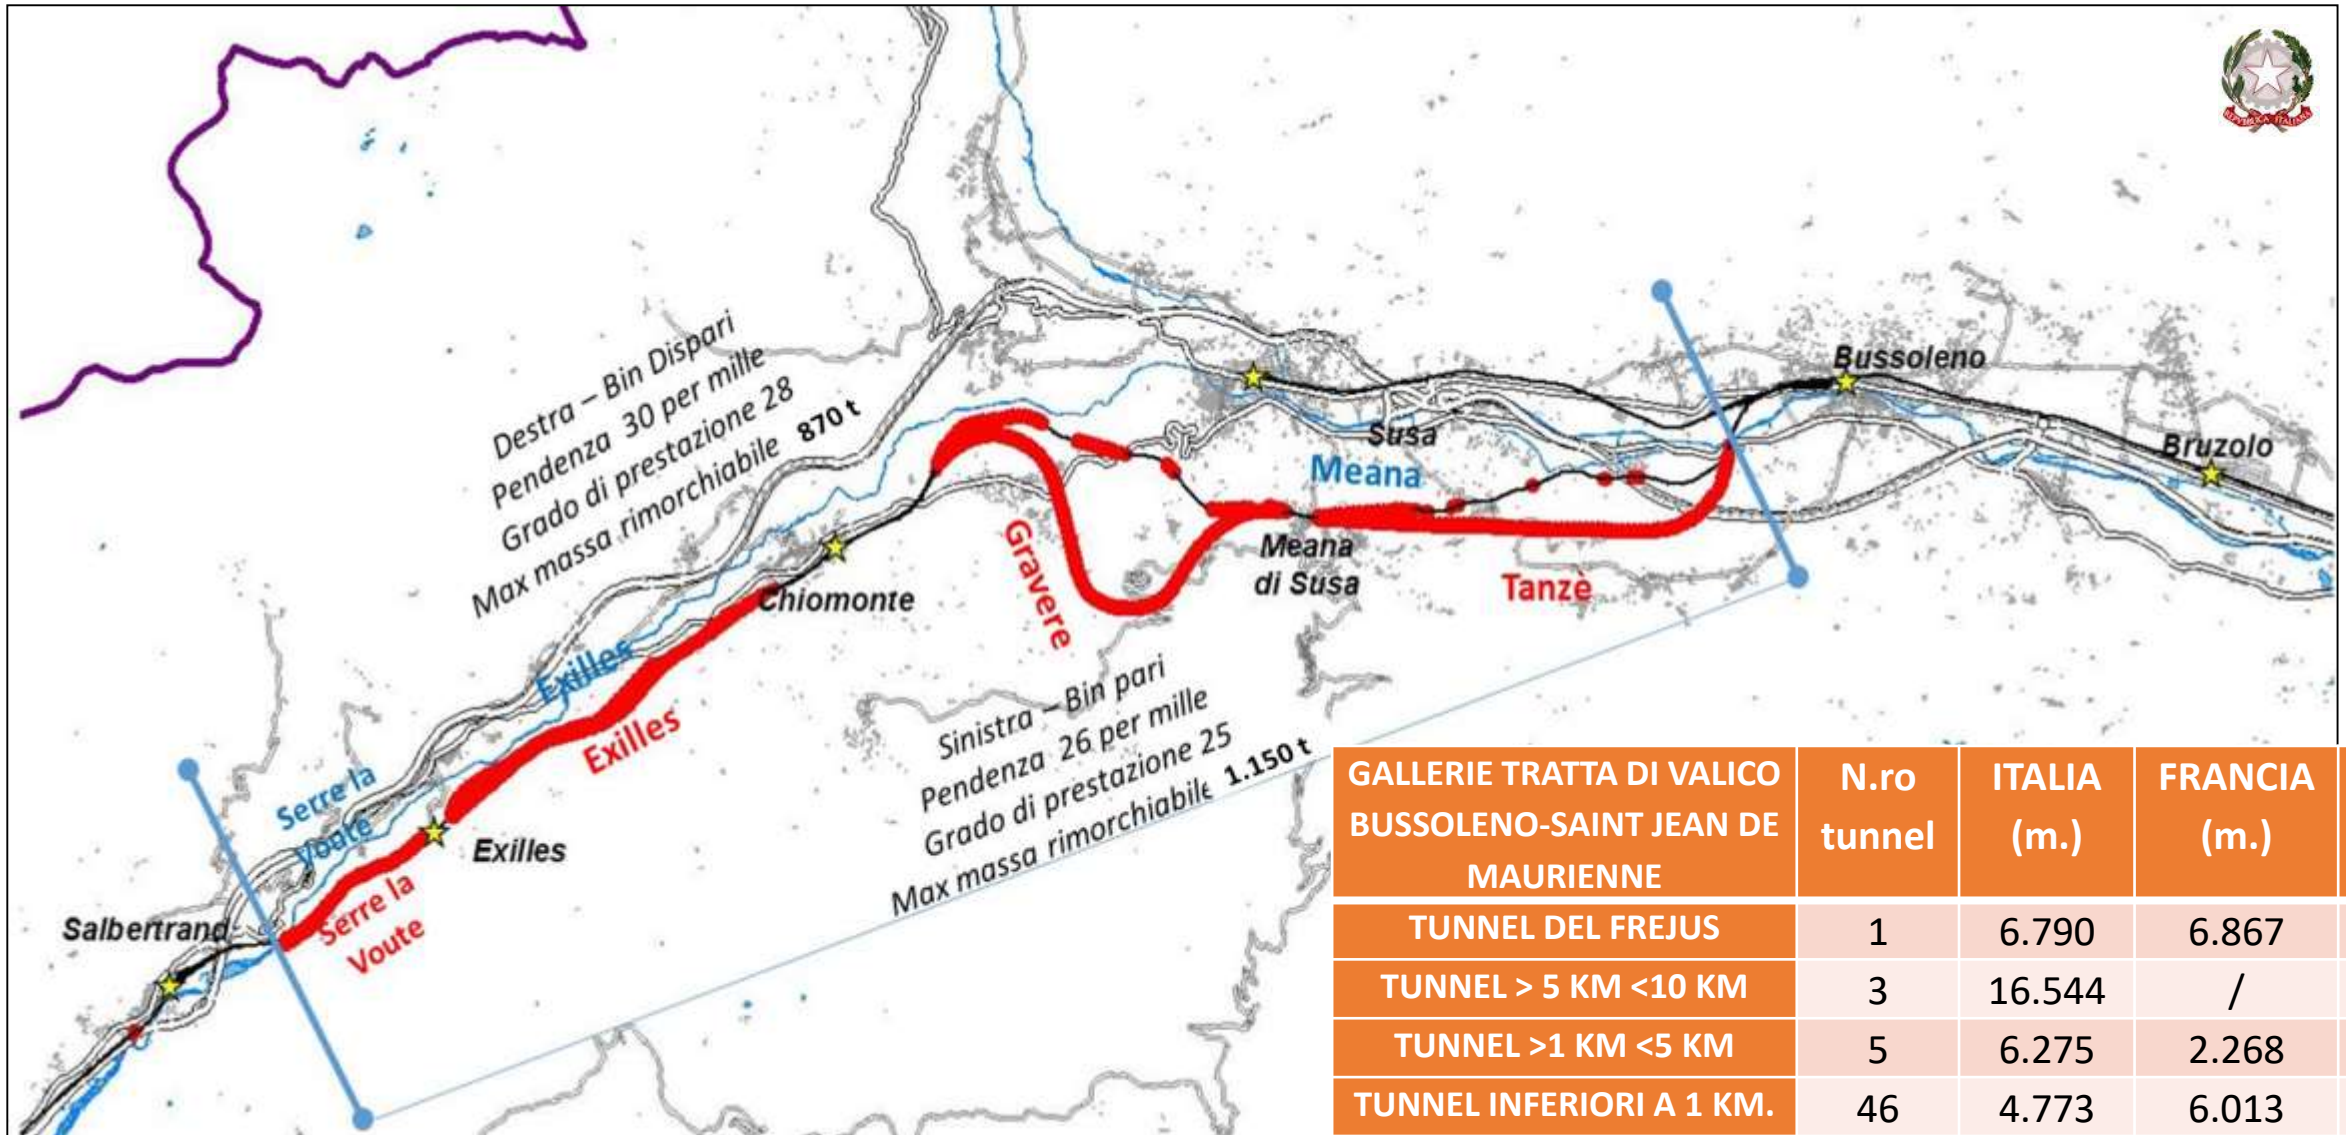 REPVBBLICA ITALIANA
Destra – Bin Dispari
Pendenza 30 per mille
Grado di prestazione 28
Max massa rimorchiabile 870 t
Bussoleno
Bruzolo
Susa
Meana
Meana
di Susa
Tanzè
Gravere
Chiomonte
Exilles
Exilles
Exilles
Serre la
Voute
Serre la
Voute
Salbertrand
Sinistra – Bin pari
Pendenza 26 per mille
Grado di prestazione 25
Max massa rimorchiabile 1.150 t
GALLERIE TRATTA DI VALICO BUSSOLENO-SAINT JEAN DE MAURIENNE N.ro tunnel ITALIA (m.) FRANCIA (m.)
TUNNEL DEL FREJUS 1 6.790 6.867
TUNNEL > 5 KM <10 KM 3 16.544 /
TUNNEL >1 KM <5 KM 5 6.275 2.268
TUNNEL INFERIORI A 1 KM. 46 4.773 6.013